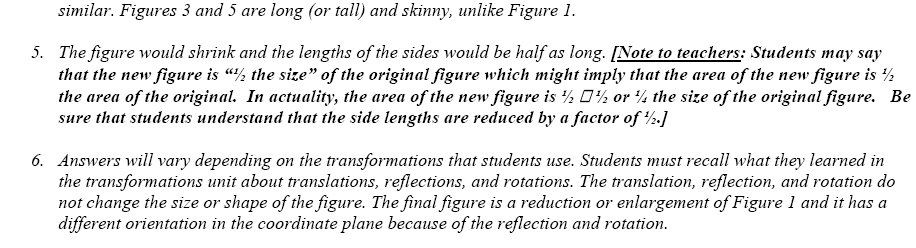 similar. Figures 3 and 5 are long (or tall) and skinny, unlike Figure 1.
5. The figure would shrink and the lengths of the sides would be half as long. [Note to teachers: Students may say
that the new figure is “½ the size” of the original figure which might imply that the area of the new figure is ½
the area of the original. In actuality, the area of the new figure is ½ □½ or ¼ the size of the original figure. Be
sure that students understand that the side lengths are reduced by a factor of ½.]
6. Answers will vary depending on the transformations that students use. Students must recall what they learned in
the transformations unit about translations, reflections, and rotations. The translation, reflection, and rotation do
not change the size or shape of the figure. The final figure is a reduction or enlargement of Figure 1 and it has a
different orientation in the coordinate plane because of the reflection and rotation.